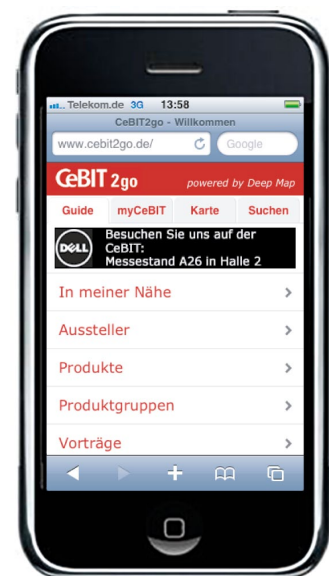 Telekom.de 3G 13:58
CeBIT2go - Willkommen
www.cebit2go.de/ Google
CeBIT 2go powered by Deep Map
Guide myCeBIT Karte Suchen
DELL
Besuchen Sie uns auf der
CeBIT:
Messestand A26 in Halle 2
In meiner Nähe
Aussteller
Produkte
Produktgruppen
Vorträge